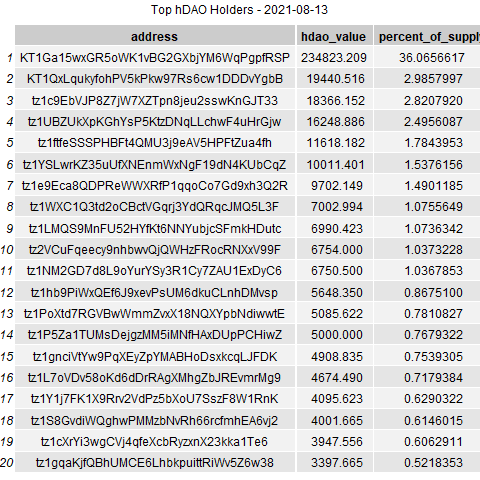 Top hDAO Holders - 2021-08-13
address hdao_value percent_of_supply
1 KT1Ga15wxGR5oWK1vBG2GXbjYM6WqPgpfRSP 234823.209 36.0656617
2 KT1QxLqukyfohPV5kPkw97Rs6cw1DDDvYgbB 19440.516 2.9857997
3 tz1c9EbVJP8Z7jW7XZTpn8jeu2sswKnGJT33 18366.152 2.8207920
4 tz1UBZUkXpKGhYsP5KtzDNqLLchwF4uHrGjw 16248.886 2.4956087
5 tz1ftfeSSSPHBFt4QMU3j9eAV5HPFtZua4fh 11618.182 1.7843953
6 tz1YSLwrKZ35uUfXNEnmWxNgF19dN4KUbCqZ 10011.401 1.5376156
7 tz1e9Eca8QDPReWWXRfP1qqoCo7Gd9xh3Q2R 9702.149 1.4901185
8 tz1WXC1Q3td2oCBctVGqrj3YdQRqcJMQ5L3F 7002.994 1.0755649
9 tz1LMQS9MnFU52HYfKt6NNYubjcSFmkHDutc 6990.423 1.0736342
10 tz2VCuFqeecy9nhbwvQjQWHzFRocRNXxV99F 6754.000 1.0373228
11 tz1NM2GD7d8L9oYurYSy3R1Cy7ZAU1ExDyC6 6750.500 1.0367853
12 tz1hb9PiWxQEf6J9xevPsUM6dkuCLnhDMvsp 5648.350 0.8675100
13 tz1PoXtd7RGVBwWmmZvxX18NQXYpbNdiwwtE 5085.622 0.7810827
14 tz1P5Za1TUMsDejgzMM5iMNfHAxDUpPCHiwZ 5000.000 0.7679322
15 tz1gnciVtYw9PqXEyZpYMABHoDsxkcqLJFDK 4908.835 0.7539305
16 tz1L7oVDv58oKd6dDrRAgXMhgZbJREvmrMg9 4674.490 0.7179384
17 tz1Y1j7FK1X9Rrv2VdPz5bXoU7SszF8W1RnK 4095.623 0.6290322
18 tz1S8GvdiWQghwPMMzbNvRh66rcfmhEA6vj2 4001.665 0.6146015
19 tz1cXrYi3wgCVj4qfeXcbRyzxnX23kka1Te6 3947.556 0.6062911
20 tz1gqaKjfQBhUMCE6LhbkpuittRiWv5Z6w38 3397.665 0.5218353